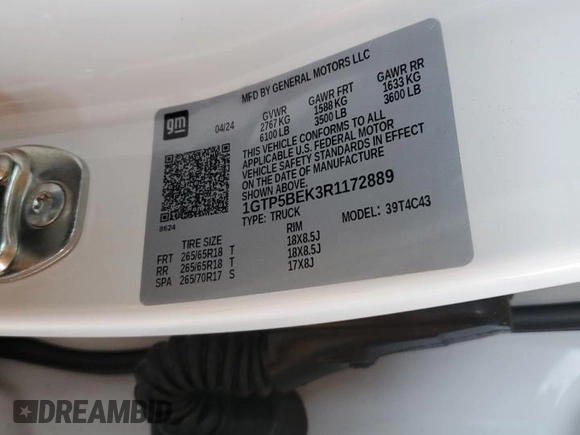 MFD BY GENERAL MOTORS LLC
gm
04/24
GVWR GAWR FRT GAWR RR
2767 KG 1588 KG 1633 KG
6100 LB 3500 LB 3600 LB
THIS VEHICLE CONFORMS TO ALL
APPLICABLE U.S. FEDERAL MOTOR
VEHICLE SAFETY STANDARDS IN EFFECT
ON THE DATE OF MANUFACTURE
SHOWN ABOVE.
1GTP5BEK3R1172889
TYPE: TRUCK MODEL: 39T4C43
8624
TIRE SIZE RIM
FRT 265/65R18 T 18X8.5J
RR 265/65R18 T 18X8.5J
SPA 265/70R17 S 17X8J
DREAMBID